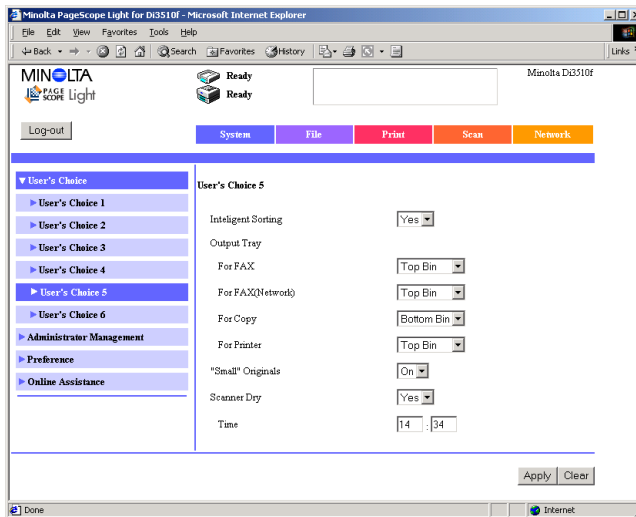 Minolta PageScope Light for Di3510f - Microsoft Internet Explorer
File Edit View Favorites Tools Help
Back Search Favorites History Links
MINOLTA
PAGE SCOPE Light
Ready
Ready
Minolta Di3510f
Log-out
System File Print Scan Network
User's Choice
User's Choice 1
User's Choice 2
User's Choice 3
User's Choice 4
User's Choice 5
User's Choice 6
Administrator Management
Preference
Online Assistance
User's Choice 5
Inteligent Sorting Yes
Output Tray
For FAX Top Bin
For FAX(Network) Top Bin
For Copy Bottom Bin
For Printer Top Bin
"Small" Originals On
Scanner Dry Yes
Time 14 : 34
Apply Clear
Done Internet